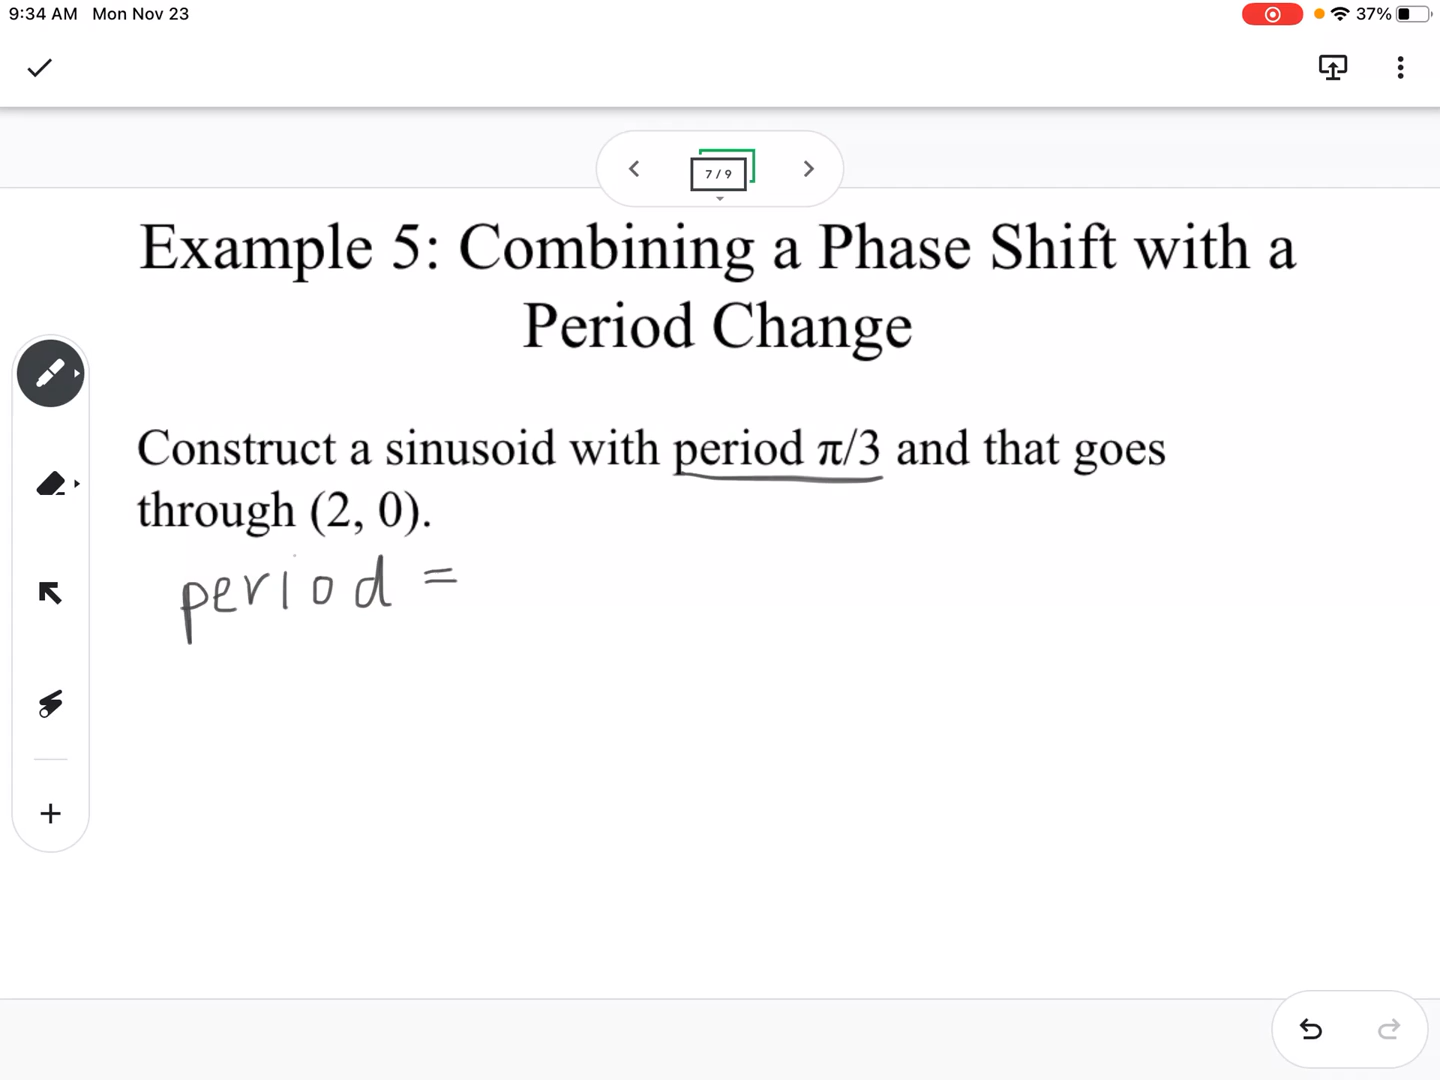 9:34 AM Mon Nov 23
37%
7 / 9
Example 5: Combining a Phase Shift with a
Period Change
Construct a sinusoid with period π/3 and that goes
through (2, 0).
period =